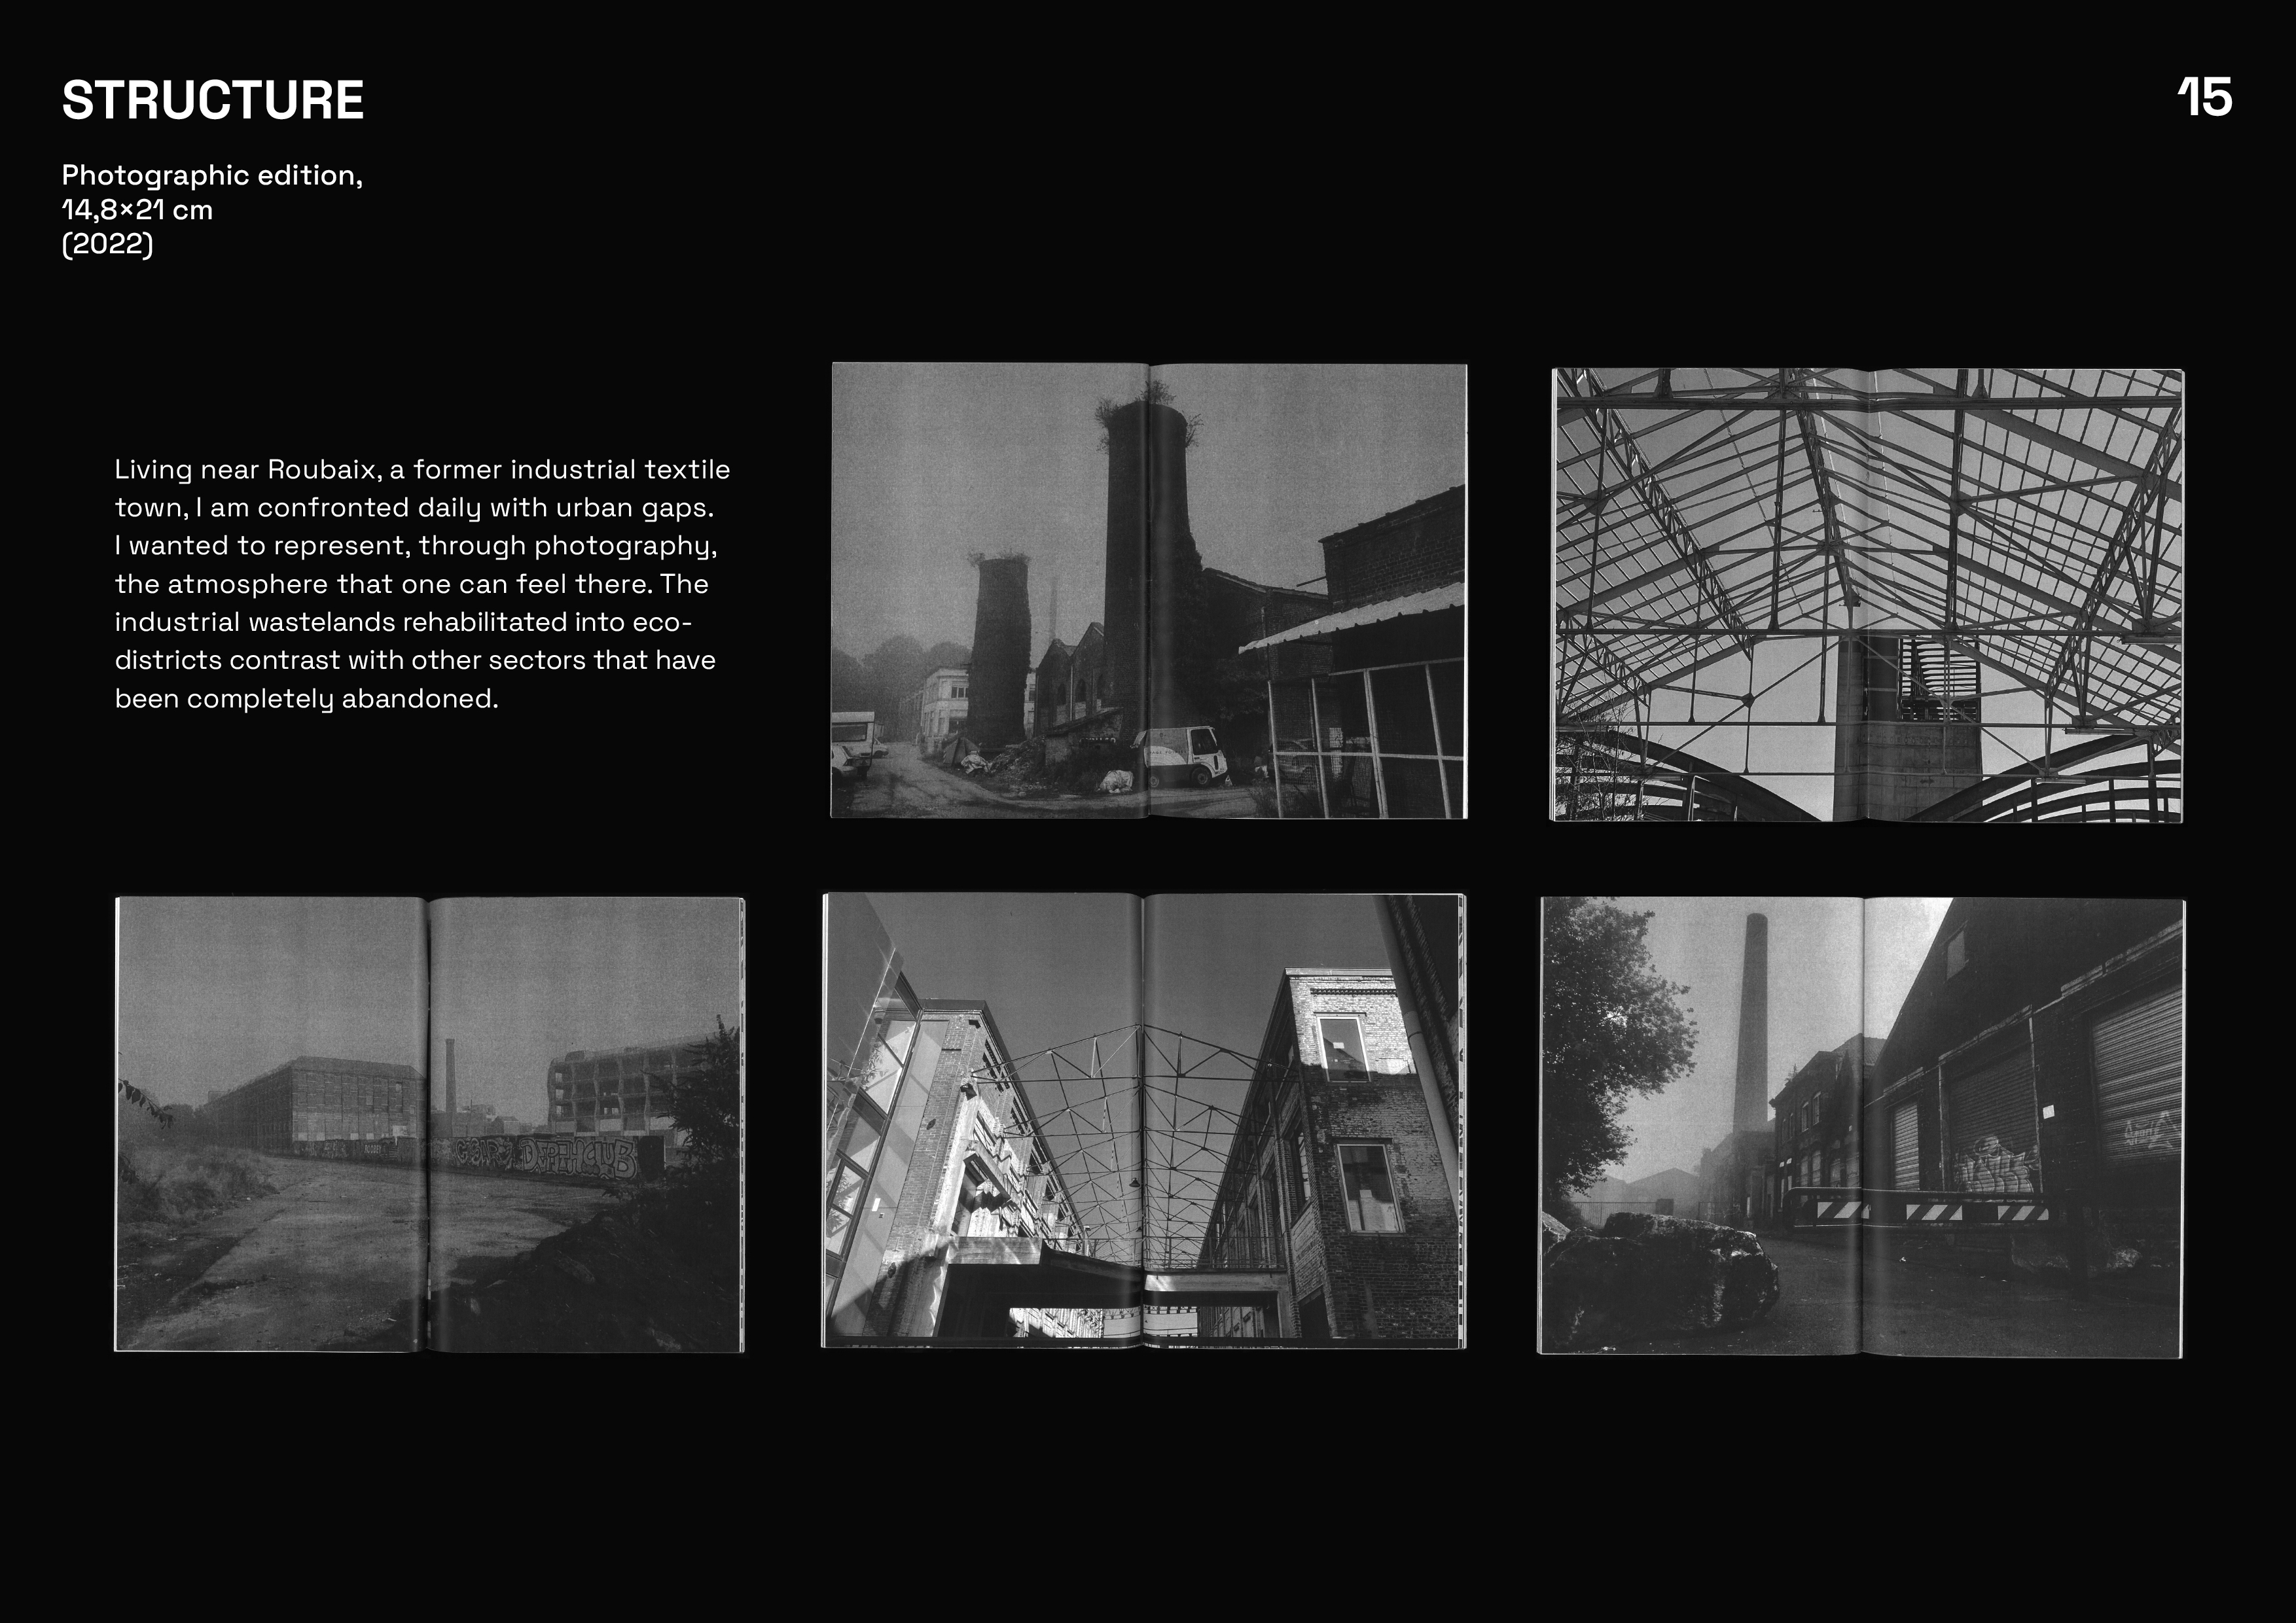 STRUCTURE
15
Photographic edition,
14,8×21 cm
(2022)
Living near Roubaix, a former industrial textile
town, I am confronted daily with urban gaps.
I wanted to represent, through photography,
the atmosphere that one can feel there. The
industrial wastelands rehabilitated into eco-
districts contrast with other sectors that have
been completely abandoned.